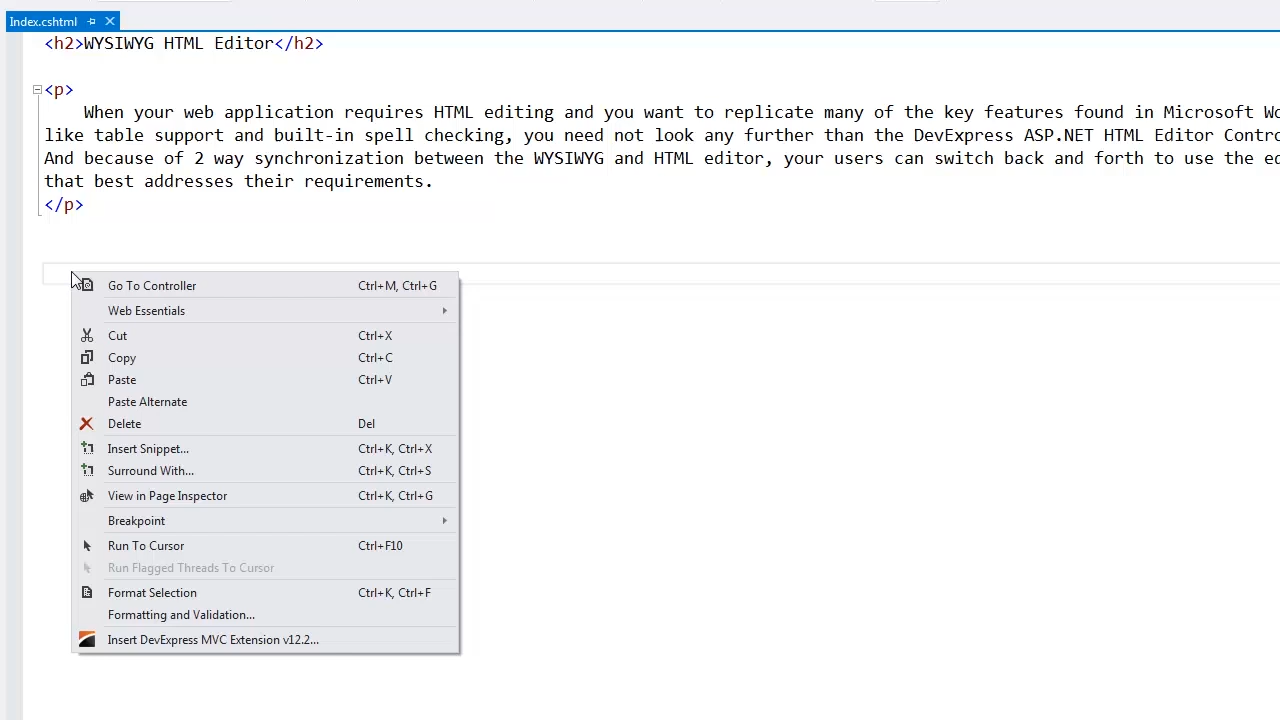 Index.cshtml
<h2>WYSIWYG HTML Editor</h2>
<p>
When your web application requires HTML editing and you want to replicate many of the key features found in Microsoft
like table support and built-in spell checking, you need not look any further than the DevExpress ASP.NET HTML Editor
And because of 2 way synchronization between the WYSIWYG and HTML editor, your users can switch back and forth to use the
that best addresses their requirements.
</p>
Go To Controller Ctrl+M, Ctrl+G
Web Essentials
Cut Ctrl+X
Copy Ctrl+C
Paste Ctrl+V
Paste Alternate
Delete Del
Insert Snippet... Ctrl+K, Ctrl+X
Surround With... Ctrl+K, Ctrl+S
View in Page Inspector Ctrl+K, Ctrl+G
Breakpoint
Run To Cursor Ctrl+F10
Run Flagged Threads To Cursor
Format Selection Ctrl+K, Ctrl+F
Formatting and Validation...
Insert DevExpress MVC Extension v12.2...